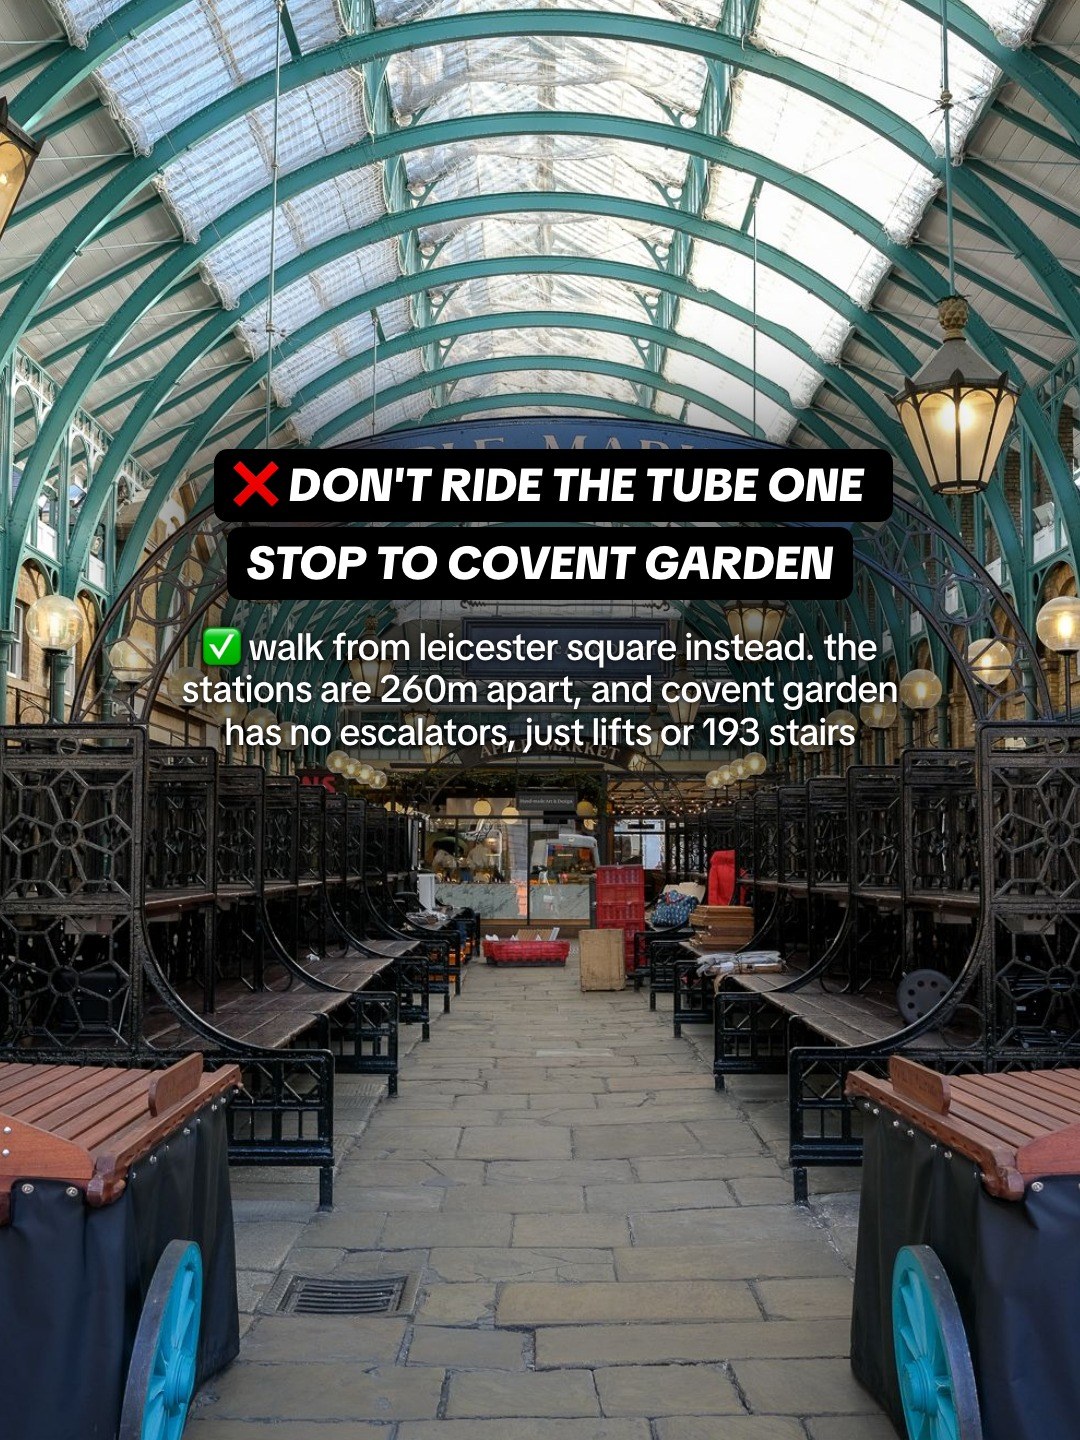 ❌ DON'T RIDE THE TUBE ONE
STOP TO COVENT GARDEN
✅ walk from leicester square instead. the
stations are 260m apart, and covent garden
has no escalators, just lifts or 193 stairs